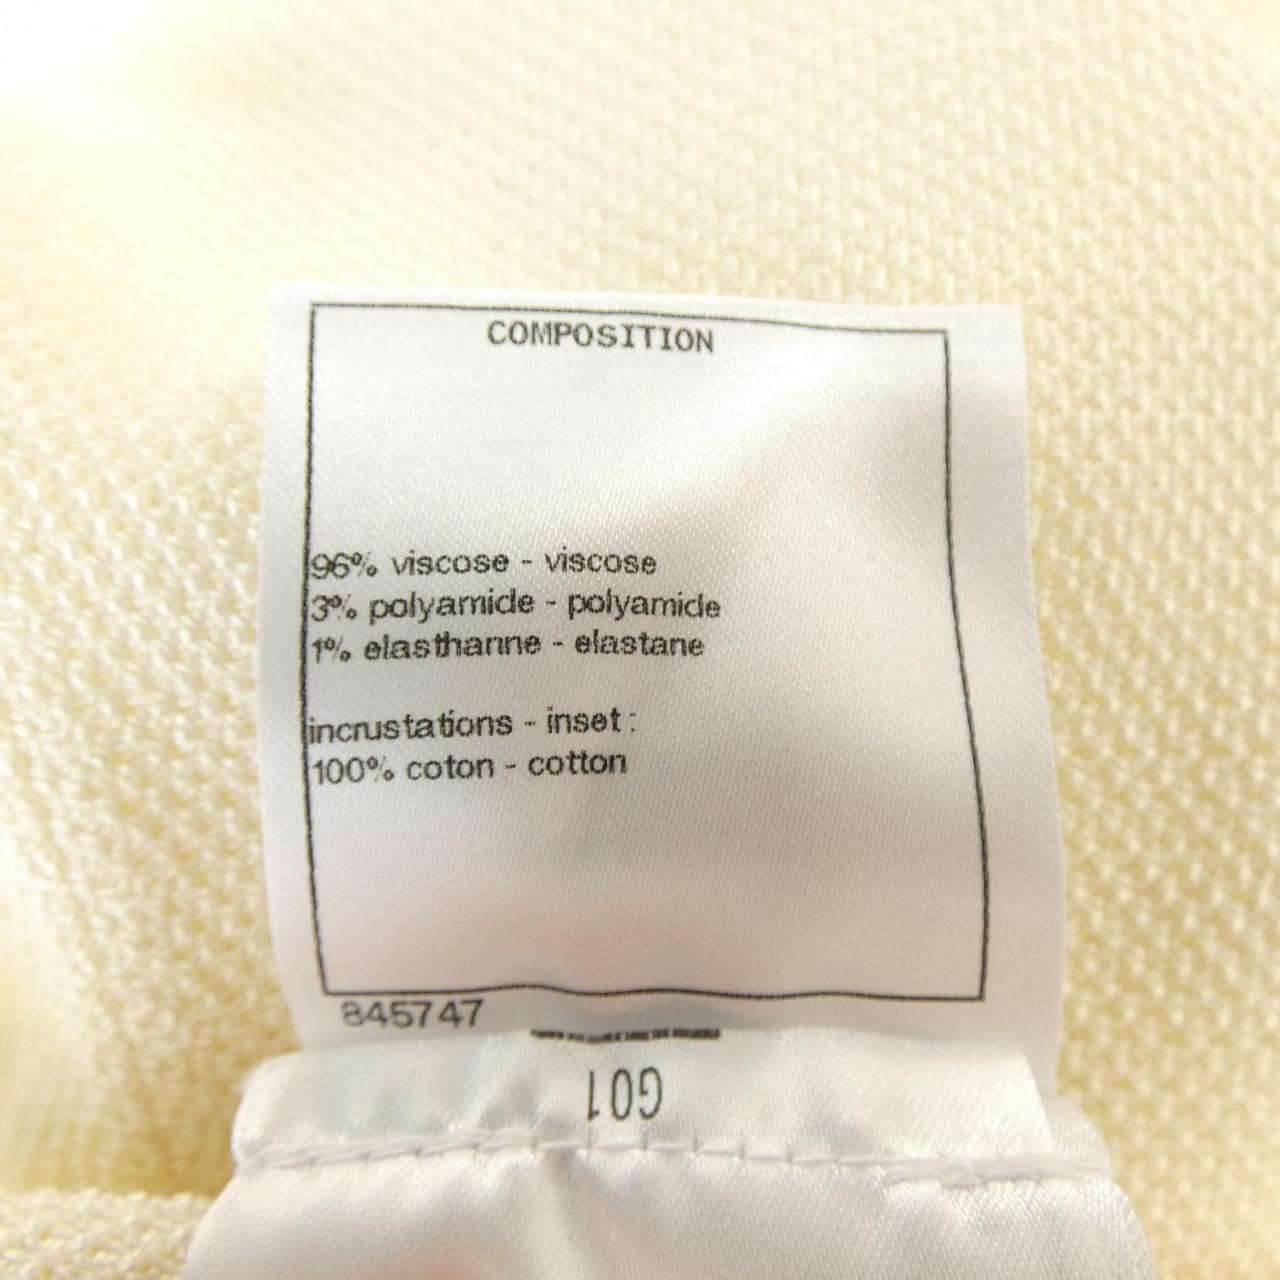 COMPOSITION
96% viscose - viscose
3% polyamide - polyamide
1% elasthanne - elastane
incrustations - inset :
100% coton - cotton
845747
G01